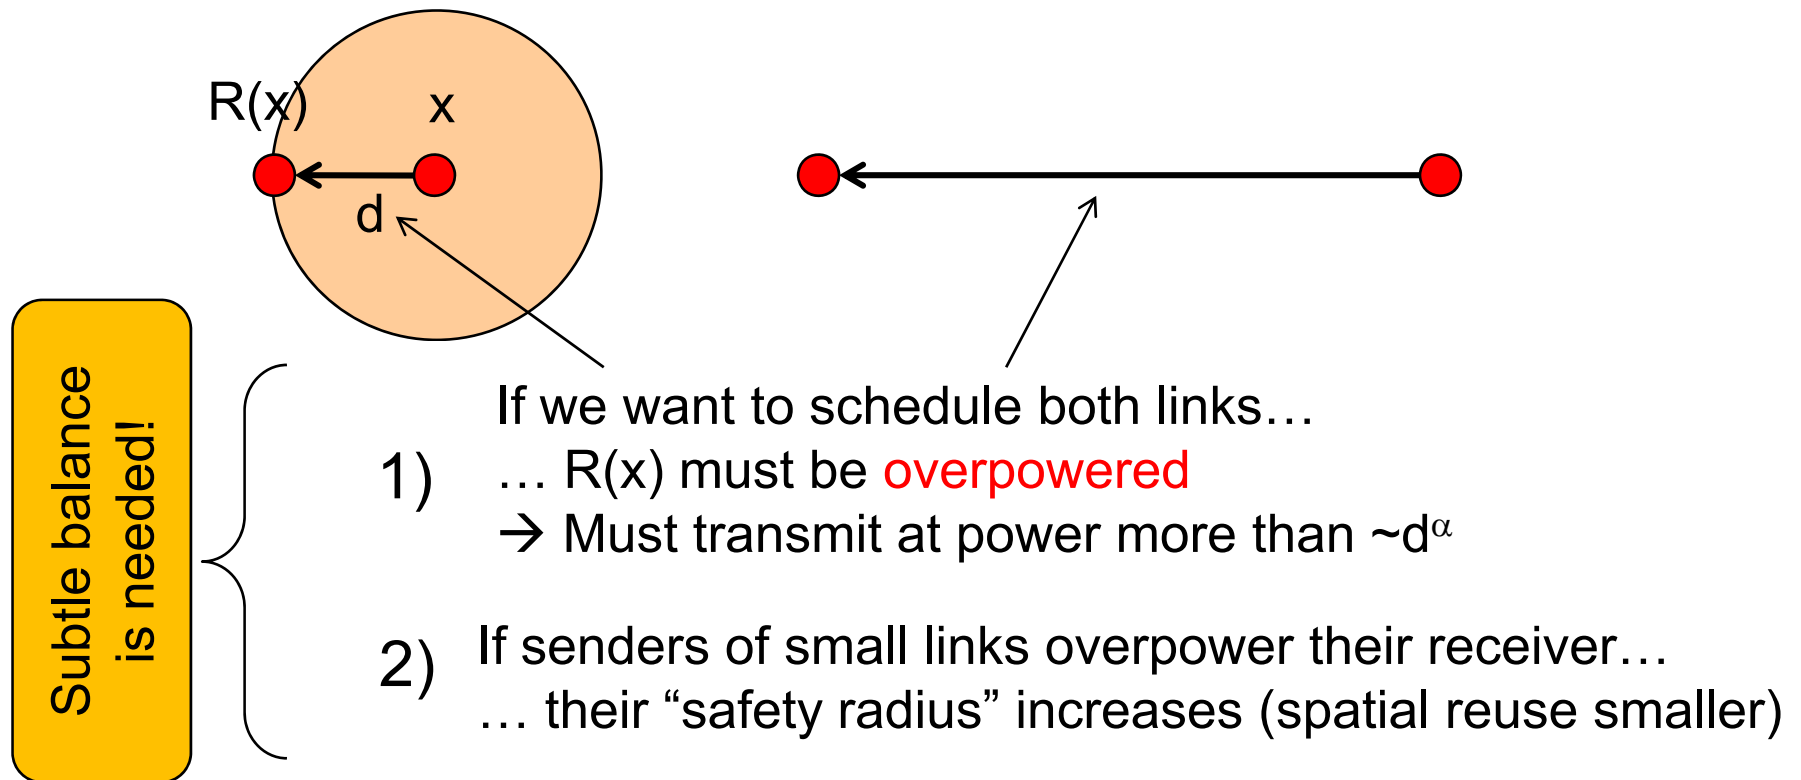 R(x)
x
d
Subtle balance
is needed!
If we want to schedule both links…
1)
… R(x) must be overpowered
→ Must transmit at power more than ~dα
2)
If senders of small links overpower their receiver…
… their “safety radius” increases (spatial reuse smaller)